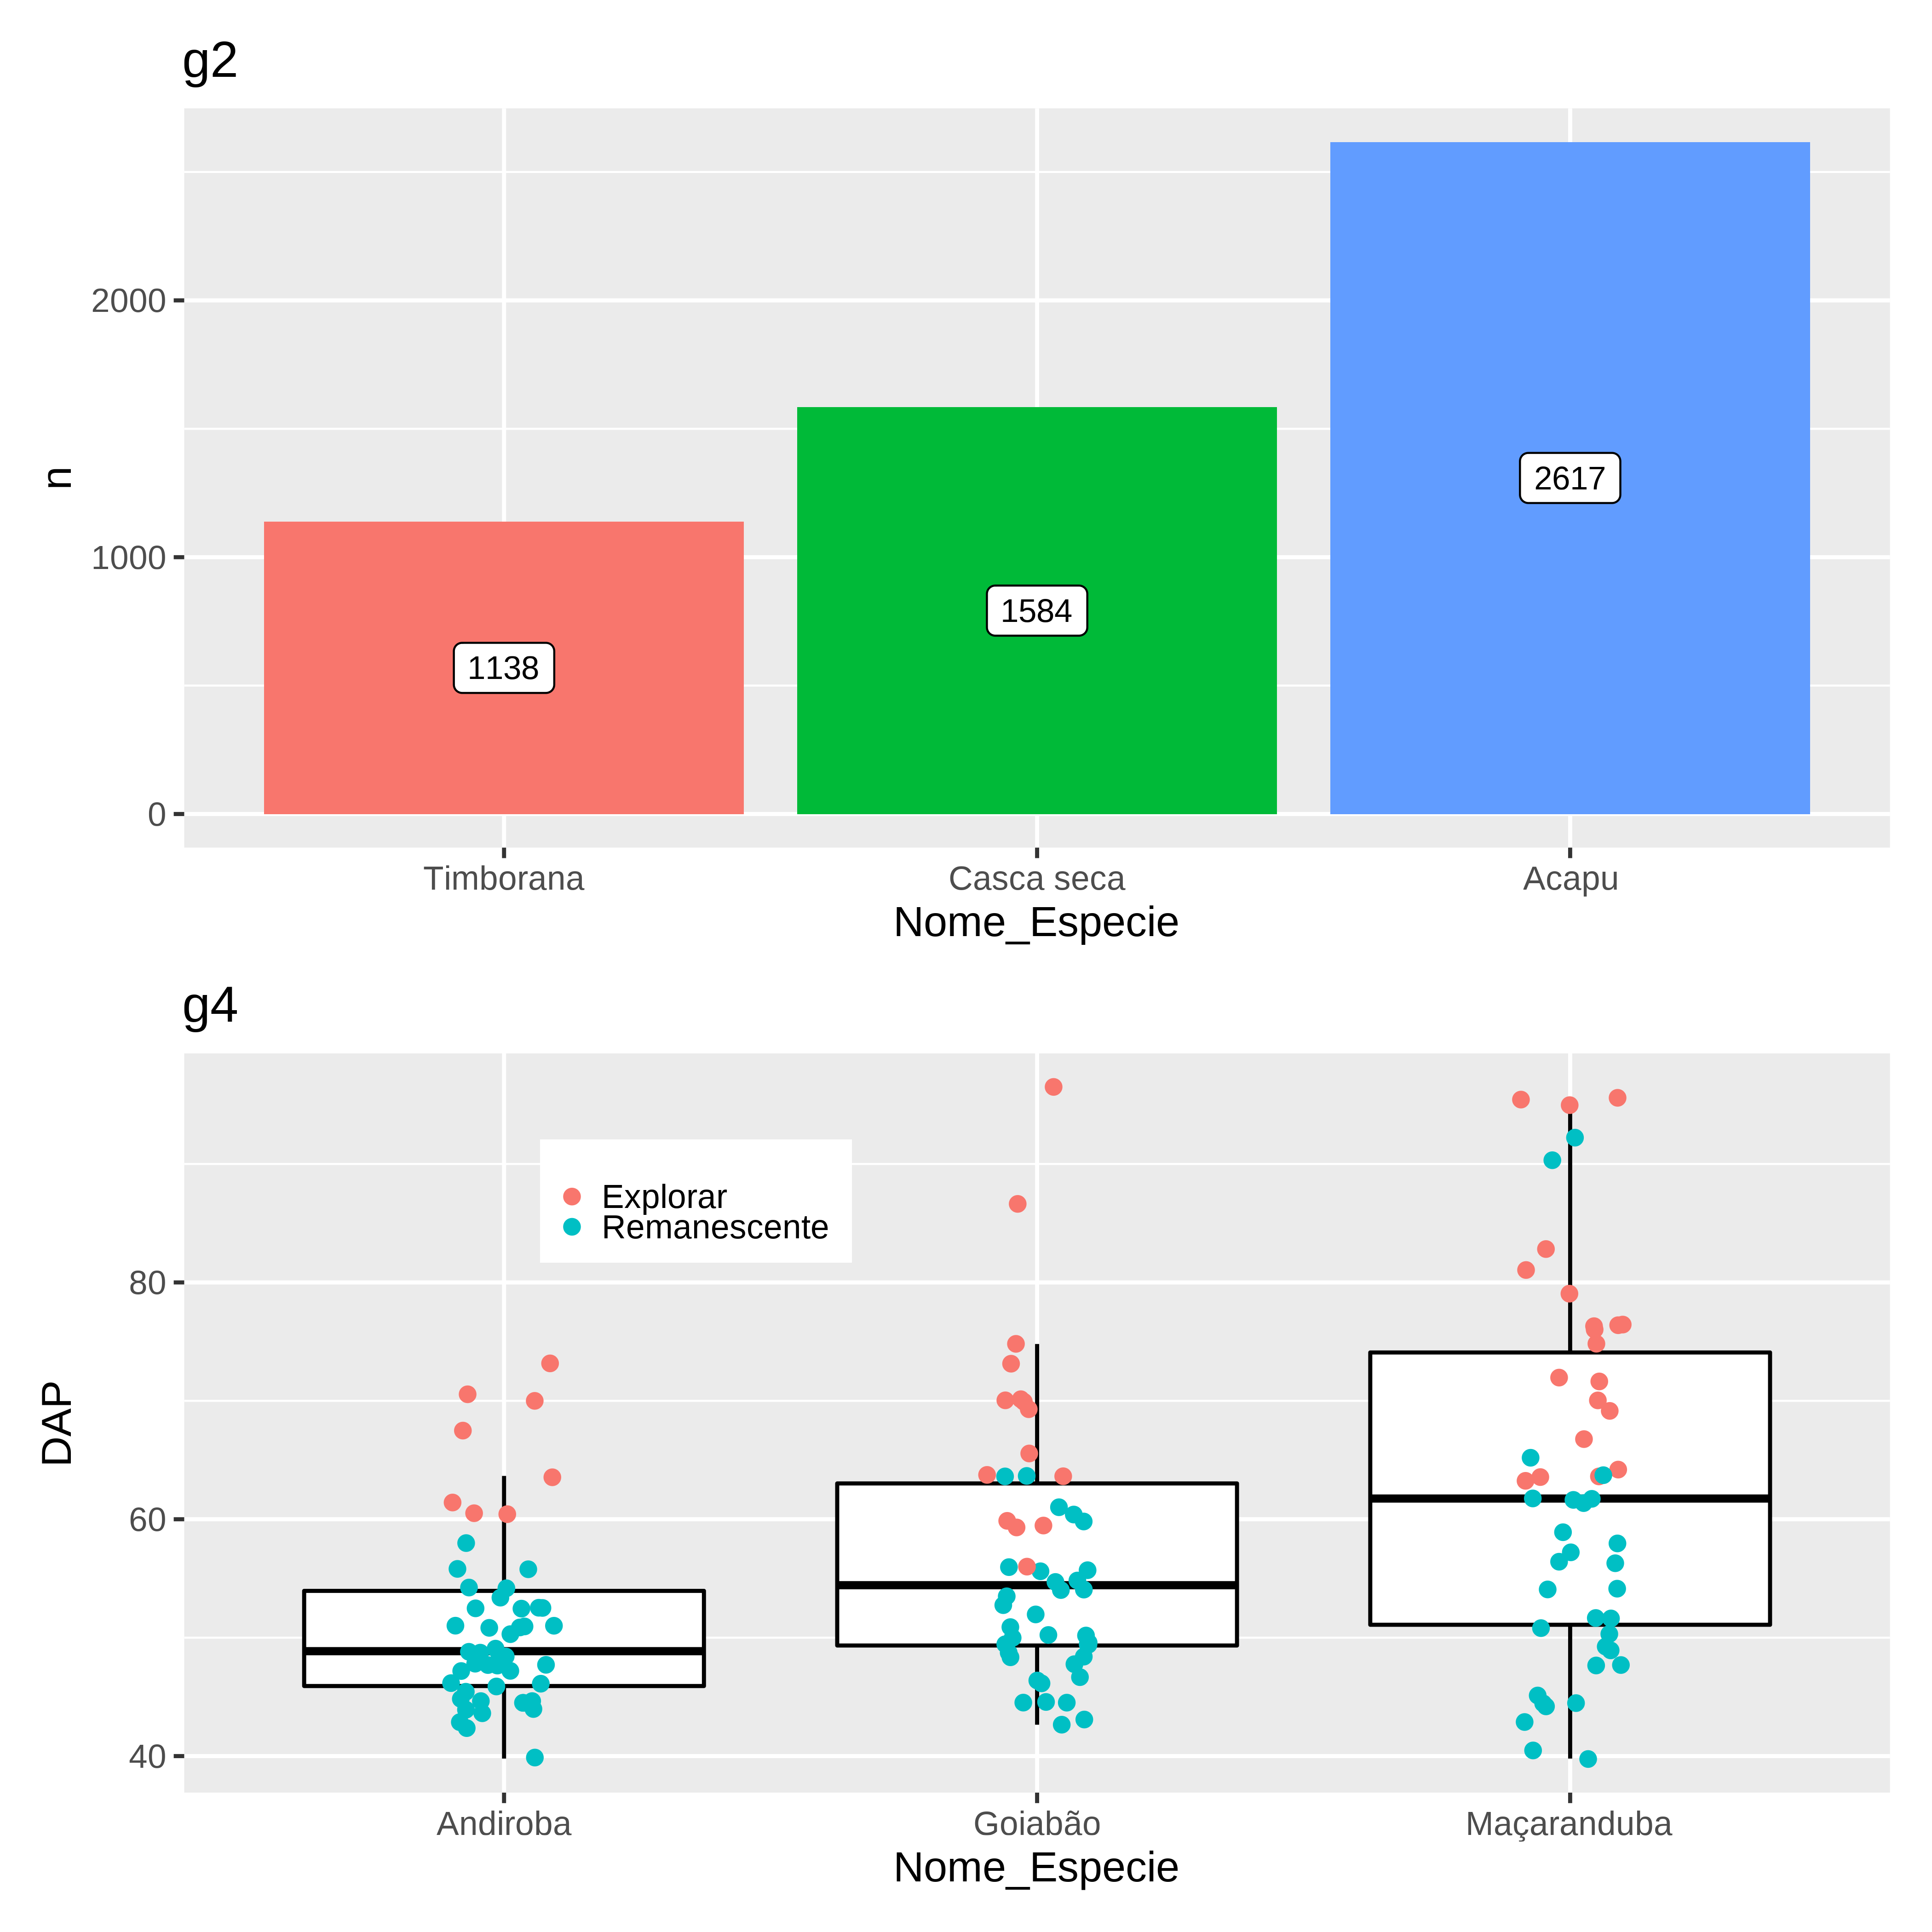 g2
n
2000
1000
0
2617
1584
1138
Timborana Casca seca Acapu
Nome_Especie
g4
DAP
80
60
40
Explorar
Remanescente
Andiroba Goiabão Maçaranduba
Nome_Especie